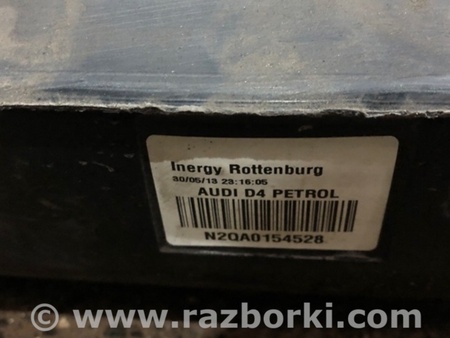 Inergy Rottenburg
30/05/13 23:16:05
AUDI D4 PETROL
N2QA0154528
© www.razborki.com